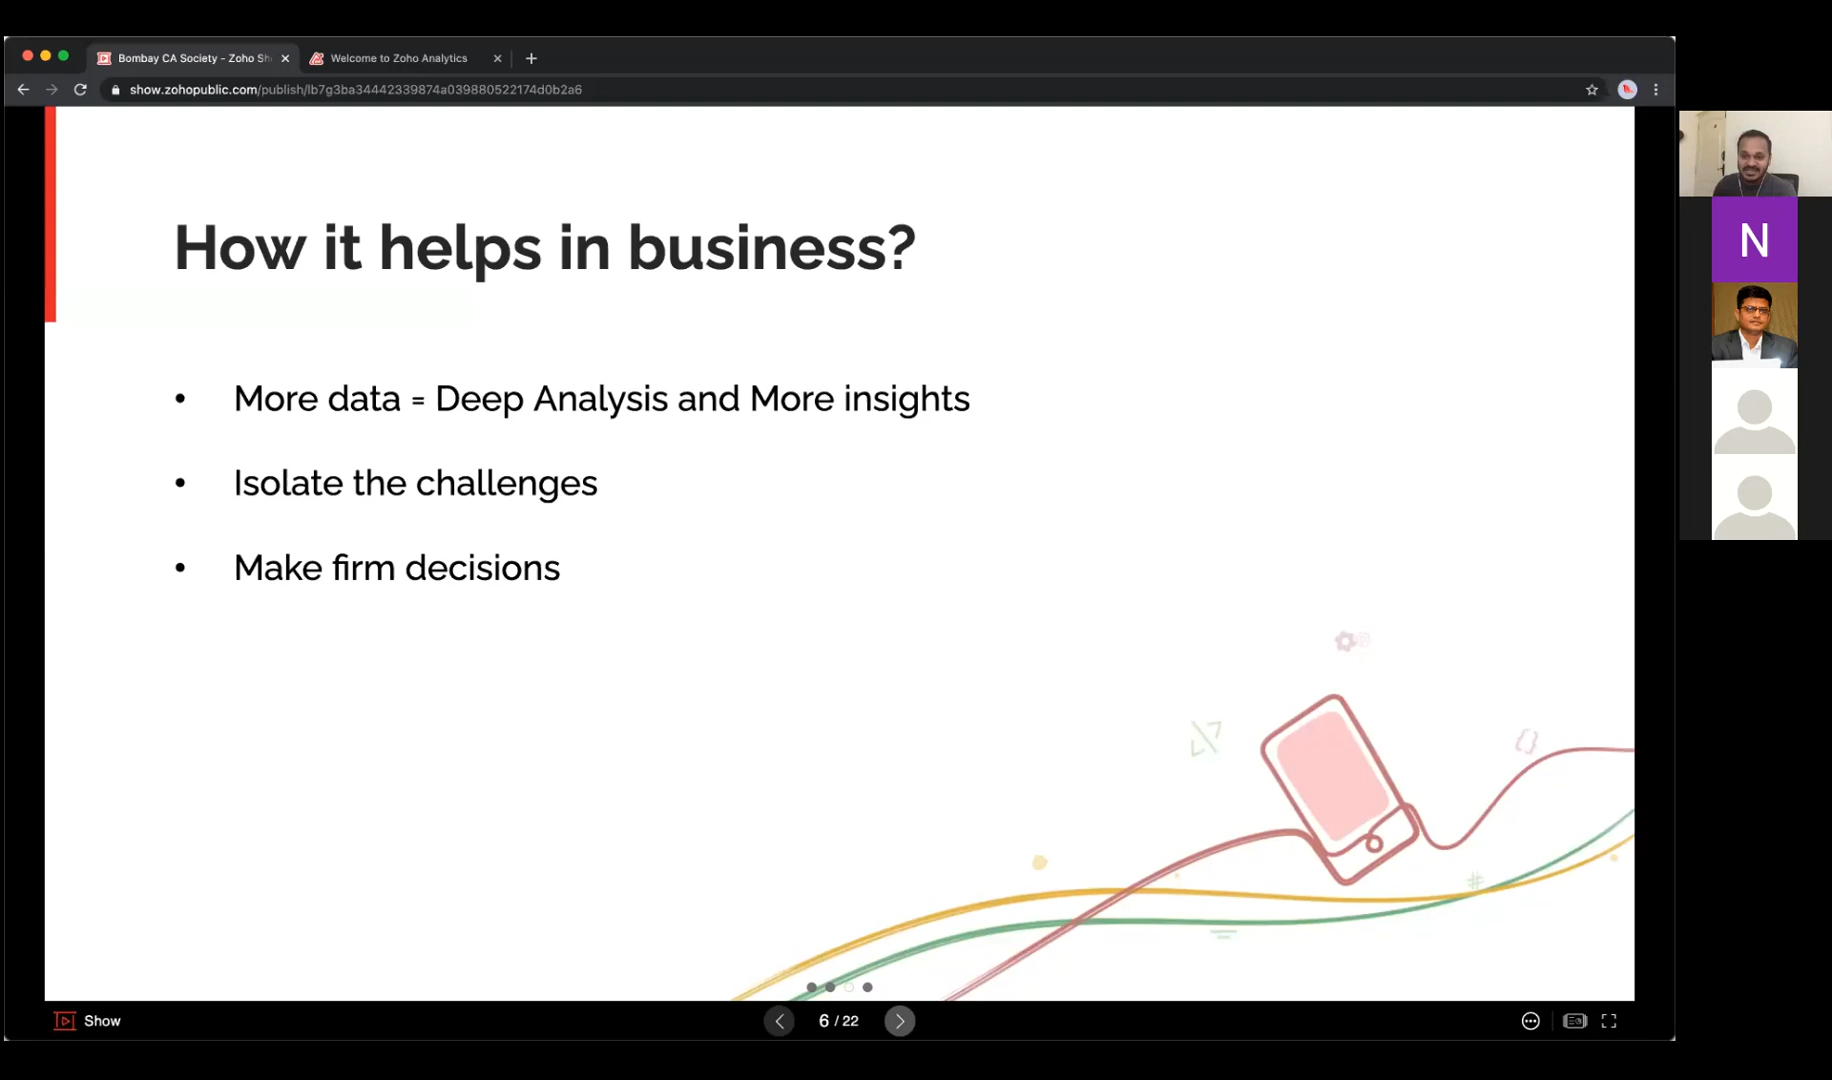 Bombay CA Society - Zoho Sh
Welcome to Zoho Analytics
show.zohopublic.com/publish/lb7g3ba34442339874a039880522174d0b2a6
How it helps in business?
• More data = Deep Analysis and More insights
• Isolate the challenges
• Make firm decisions
N
Show
6 / 22